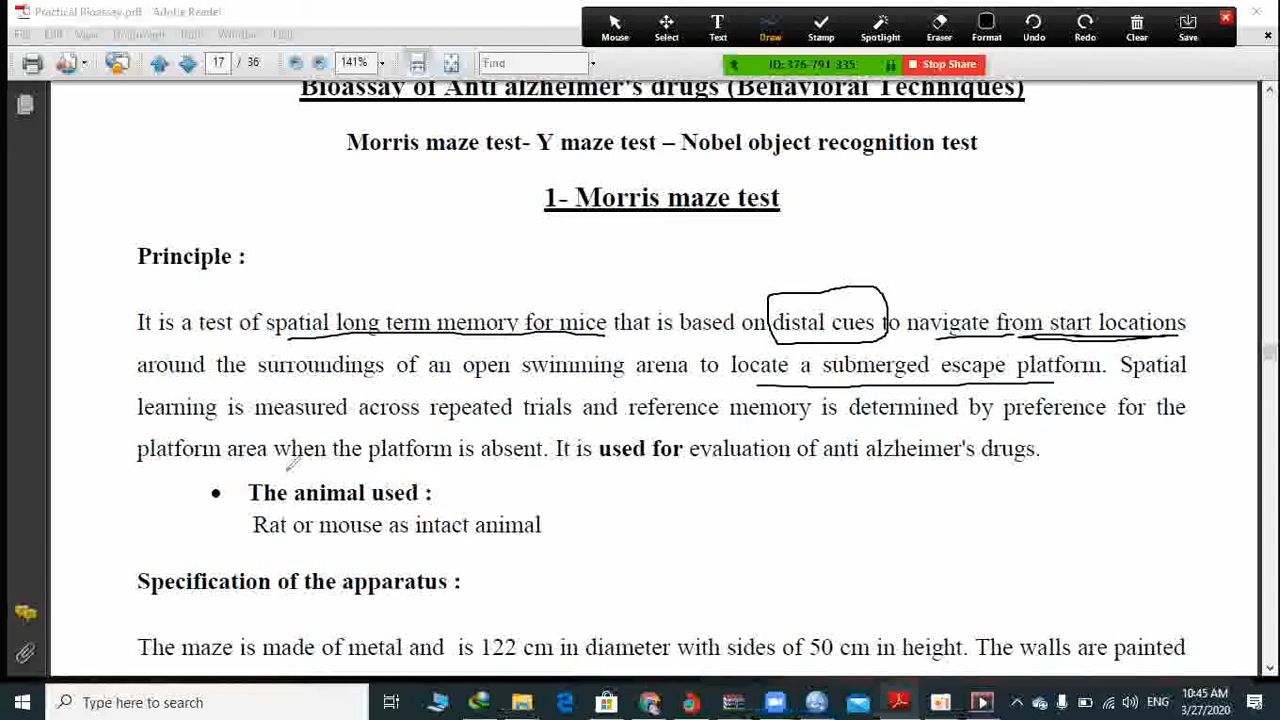 Practical Bioassay.pdf - Adobe Reader
Mouse Select Text Draw Stamp Spotlight Eraser Format Undo Redo Clear Save
17 / 36 141% Find
ID: 376-791-335 Stop Share
Bioassay of Anti alzheimer's drugs (Behavioral Techniques)
Morris maze test- Y maze test – Nobel object recognition test
1- Morris maze test
Principle :
It is a test of spatial long term memory for mice that is based on distal cues to navigate from start locations
around the surroundings of an open swimming arena to locate a submerged escape platform. Spatial
learning is measured across repeated trials and reference memory is determined by preference for the
platform area when the platform is absent. It is used for evaluation of anti alzheimer's drugs.
• The animal used :
Rat or mouse as intact animal
Specification of the apparatus :
The maze is made of metal and is 122 cm in diameter with sides of 50 cm in height. The walls are painted
Type here to search
ENG
10:45 AM
3/27/2020